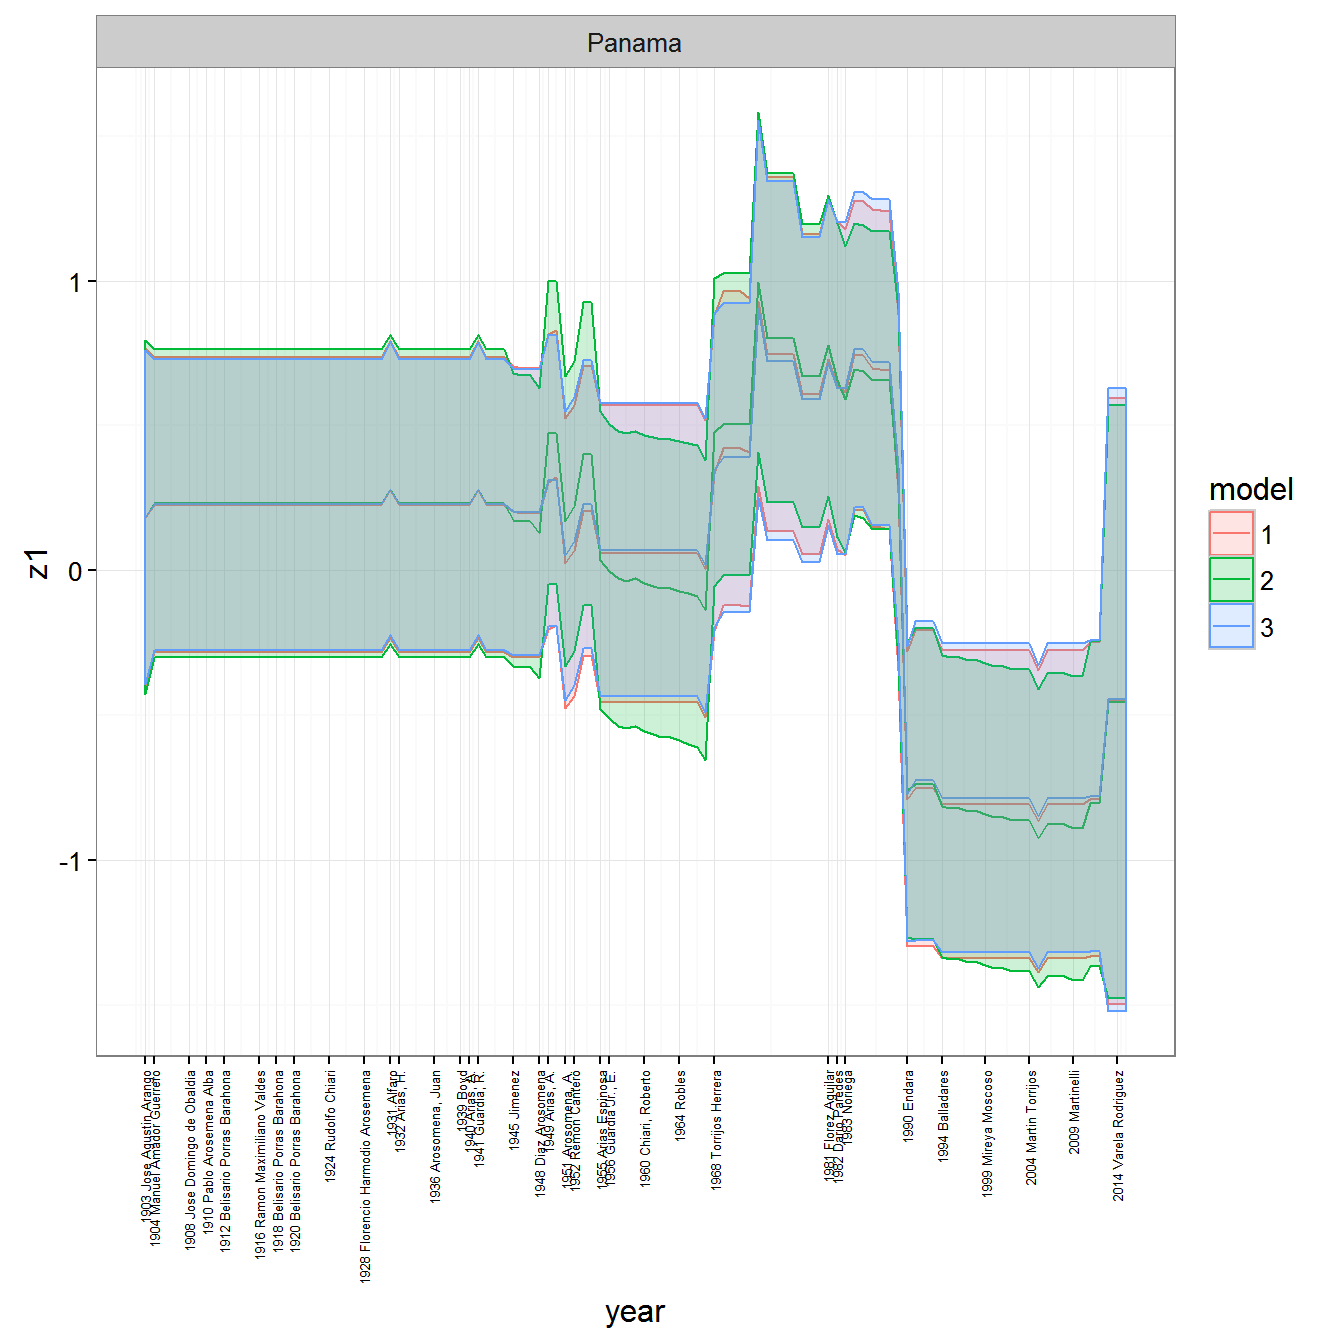 Panama
z1
1
0
-1
1903 Jose Agustin Arango
1904 Manuel Amador Guerrero
1908 Jose Domingo de Obaldia
1910 Pablo Arosemena Alba
1912 Belisario Porras Barahona
1916 Ramon Maximiliano Valdes
1918 Belisario Porras Barahona
1920 Belisario Porras Barahona
1924 Rudolfo Chiari
1928 Florencio Harmodio Arosemena
1931 Alfaro
1932 Arias, H.
1936 Arosomena, Juan
1939 Boyd
1940 Arias, A.
1941 Guardia, R.
1945 Jimenez
1948 Diaz Arosomena
1949 Arias, A.
1951 Arosomena, A.
1952 Remon Cantero
1955 Arias Espinosa
1956 Guardia Jr., E.
1960 Chiari, Roberto
1964 Robles
1968 Torrijos Herrera
1981 Florez Aguilar
1982 Dario Paredes
1983 Noriega
1990 Endara
1994 Balladares
1999 Mireya Moscoso
2004 Martin Torrijos
2009 Martinelli
2014 Varela Rodriguez
year
model
1
2
3